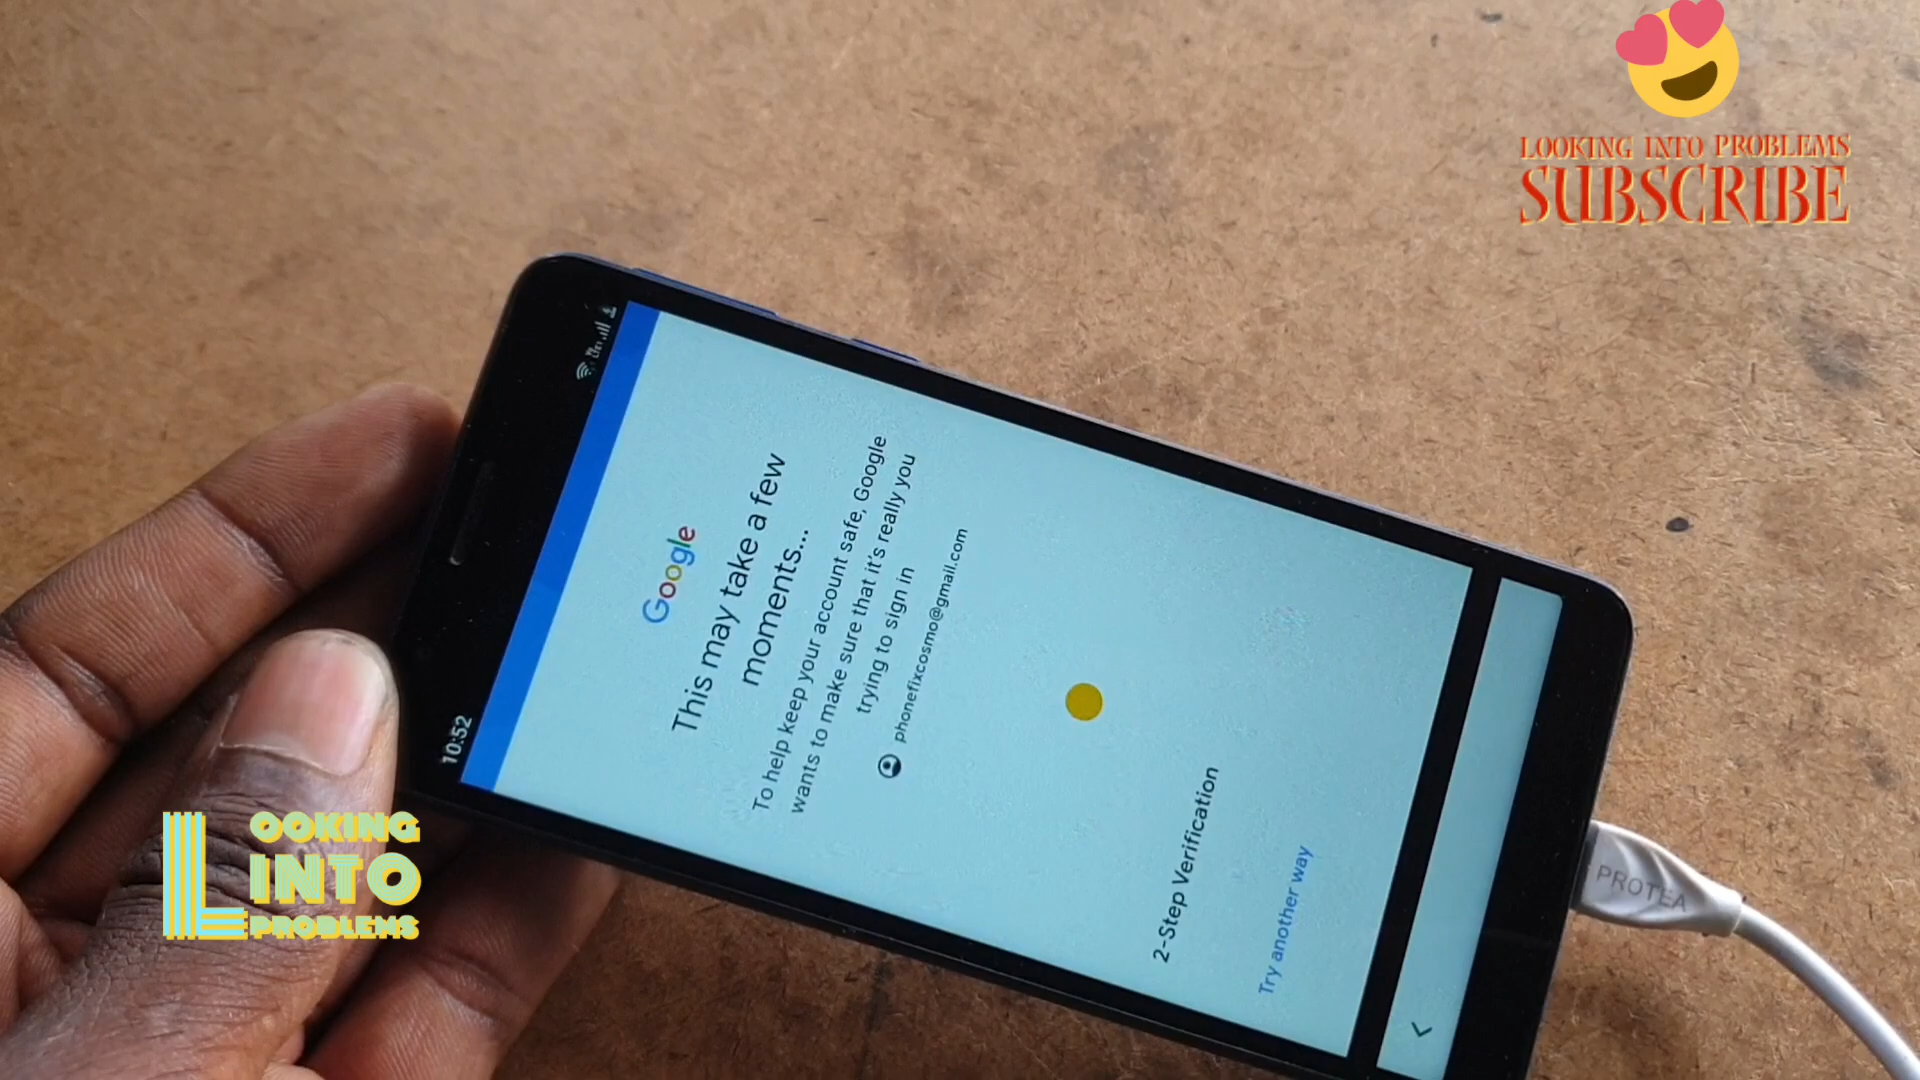 LOOKING INTO PROBLEMS
SUBSCRIBE
10:52
Google
This may take a few
moments...
To help keep your account safe, Google
wants to make sure that it's really you
trying to sign in
phonefixcosmo@gmail.com
2-Step Verification
Try another way
PROTEA
LOOKING
INTO
PROBLEMS